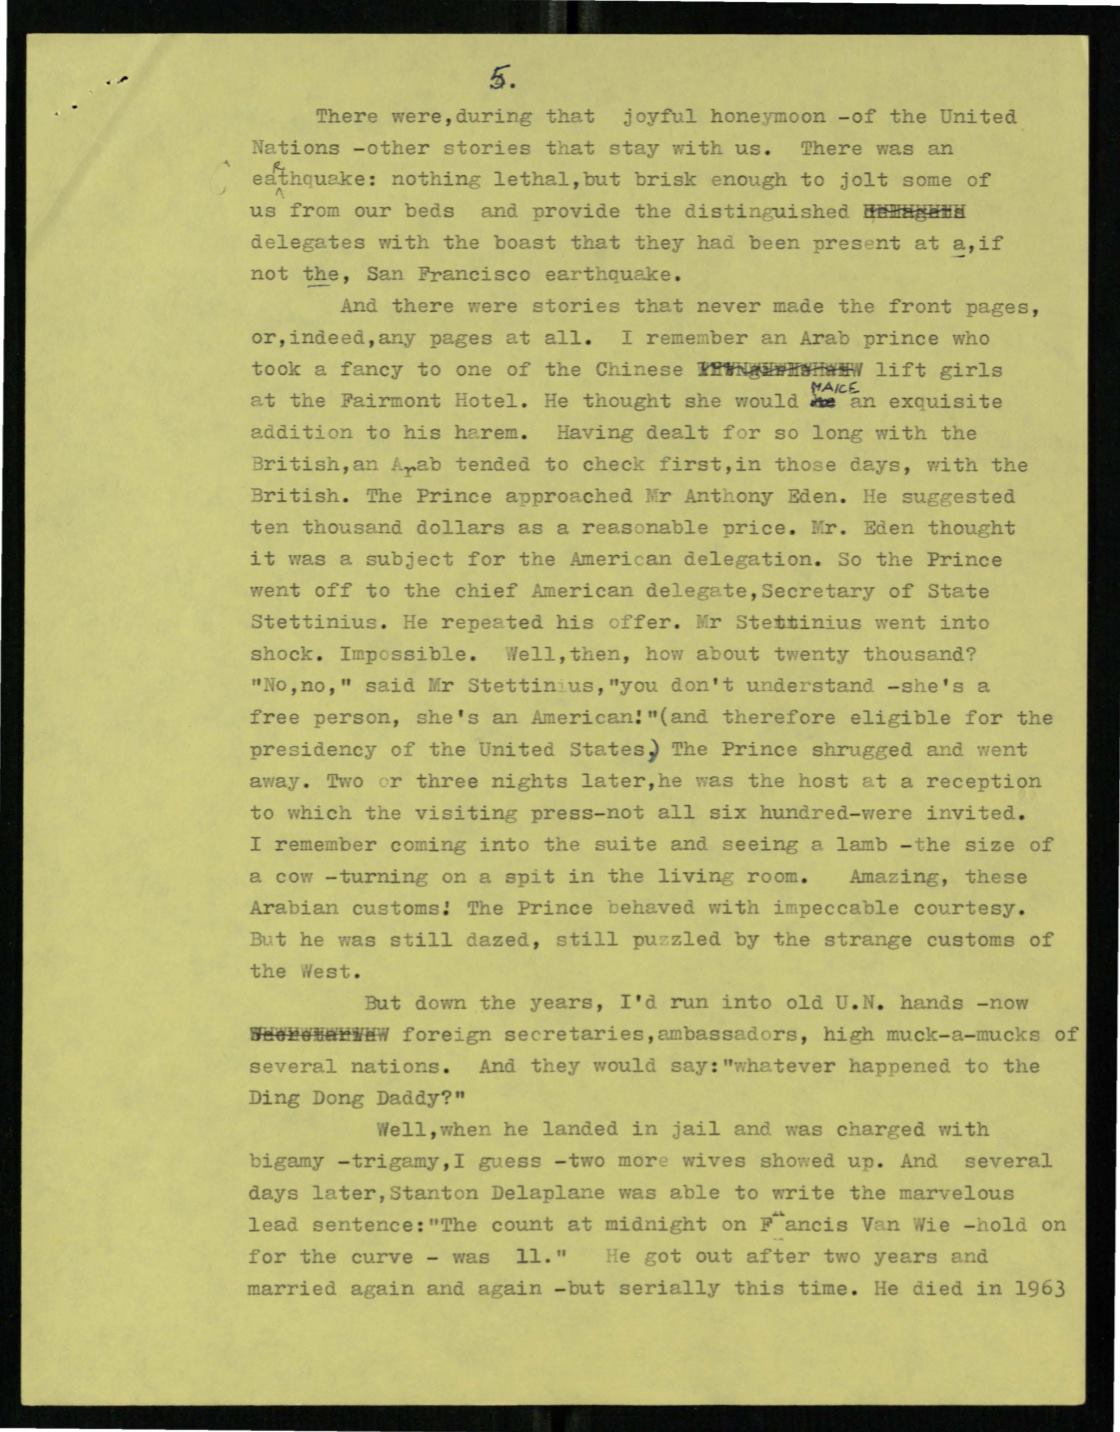 5.
There were,during that joyful honeymoon -of the United
Nations -other stories that stay with us. There was an
earthquake: nothing lethal,but brisk enough to jolt some of
us from our beds and provide the distinguished
delegates with the boast that they had been present at a,if
not the, San Francisco earthquake.
And there were stories that never made the front pages,
or,indeed,any pages at all. I remember an Arab prince who
took a fancy to one of the Chinese lift girls
at the Fairmont Hotel. He thought she would MAKE an exquisite
addition to his harem. Having dealt for so long with the
British,an Arab tended to check first,in those days, with the
British. The Prince approached Mr Anthony Eden. He suggested
ten thousand dollars as a reasonable price. Mr. Eden thought
it was a subject for the American delegation. So the Prince
went off to the chief American delegate,Secretary of State
Stettinius. He repeated his offer. Mr Stettinius went into
shock. Impossible. Well,then, how about twenty thousand?
"No,no," said Mr Stettinius,"you don't understand -she's a
free person, she's an American!"(and therefore eligible for the
presidency of the United States) The Prince shrugged and went
away. Two or three nights later,he was the host at a reception
to which the visiting press-not all six hundred-were invited.
I remember coming into the suite and seeing a lamb -the size of
a cow -turning on a spit in the living room. Amazing, these
Arabian customs! The Prince behaved with impeccable courtesy.
But he was still dazed, still puzzled by the strange customs of
the West.
But down the years, I'd run into old U.N. hands -now
foreign secretaries,ambassadors, high muck-a-mucks of
several nations. And they would say:"whatever happened to the
Ding Dong Daddy?"
Well,when he landed in jail and was charged with
bigamy -trigamy,I guess -two more wives showed up. And several
days later,Stanton Delaplane was able to write the marvelous
lead sentence:"The count at midnight on Francis Van Wie -hold on
for the curve - was 11." He got out after two years and
married again and again -but serially this time. He died in 1963